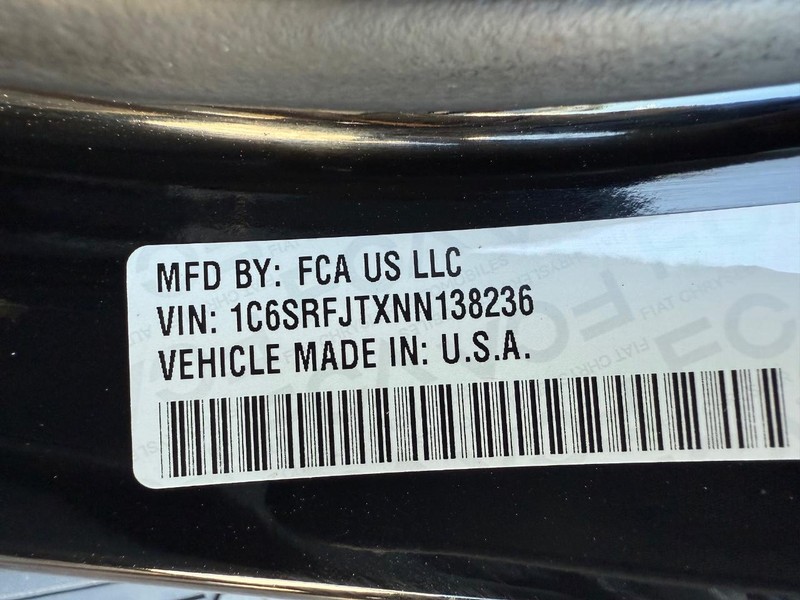 MFD BY: FCA US LLC
VIN: 1C6SRFJTXNN138236
VEHICLE MADE IN: U.S.A.